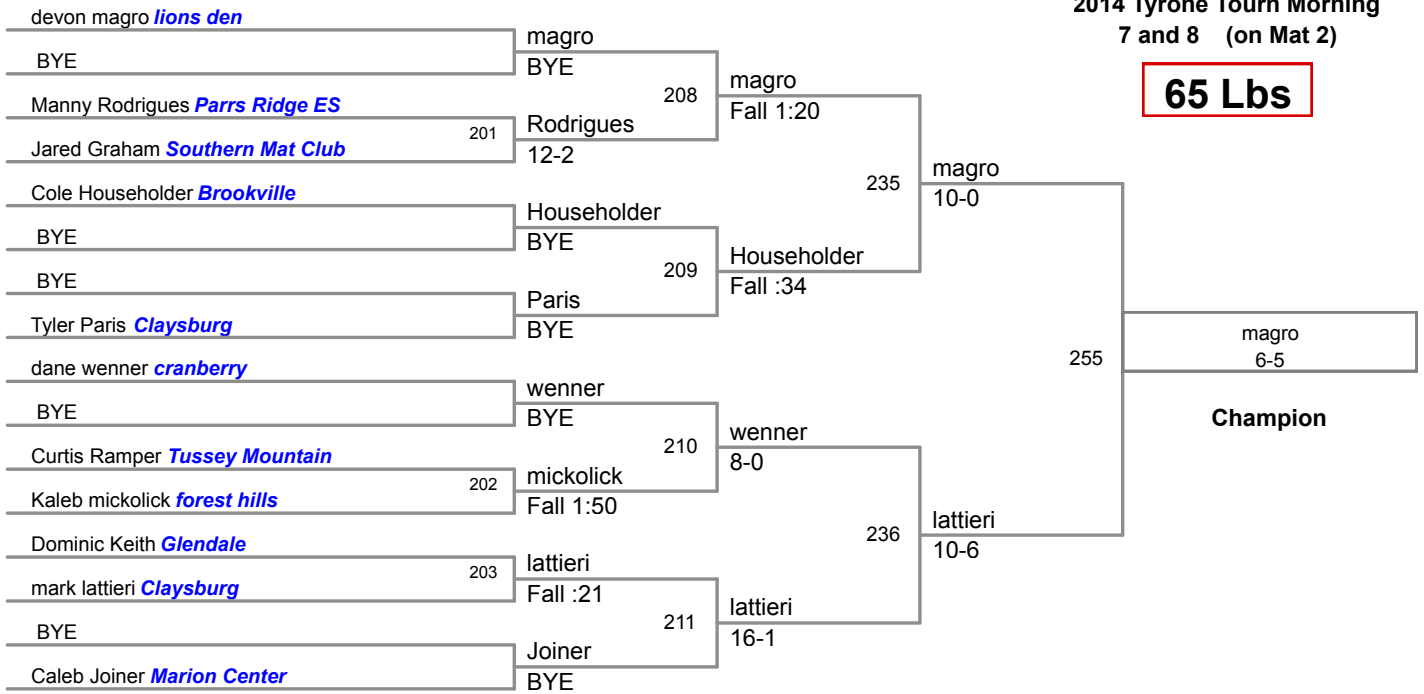 2014 Tyrone Tourn Morning
7 and 8 (on Mat 2)
65 Lbs
devon magro lions den
BYE
Manny Rodrigues Parrs Ridge ES
Jared Graham Southern Mat Club
Cole Householder Brookville
BYE
BYE
Tyler Paris Claysburg
dane wenner cranberry
BYE
Curtis Ramper Tussey Mountain
Kaleb mickolick forest hills
Dominic Keith Glendale
mark lattieri Claysburg
BYE
Caleb Joiner Marion Center
201
202
203
magro
BYE
Rodrigues
12-2
Householder
BYE
Paris
BYE
wenner
BYE
mickolick
Fall 1:50
lattieri
Fall :21
Joiner
BYE
208
209
210
211
magro
Fall 1:20
Householder
Fall :34
wenner
8-0
lattieri
16-1
235
236
magro
10-0
lattieri
10-6
255
magro
6-5
Champion